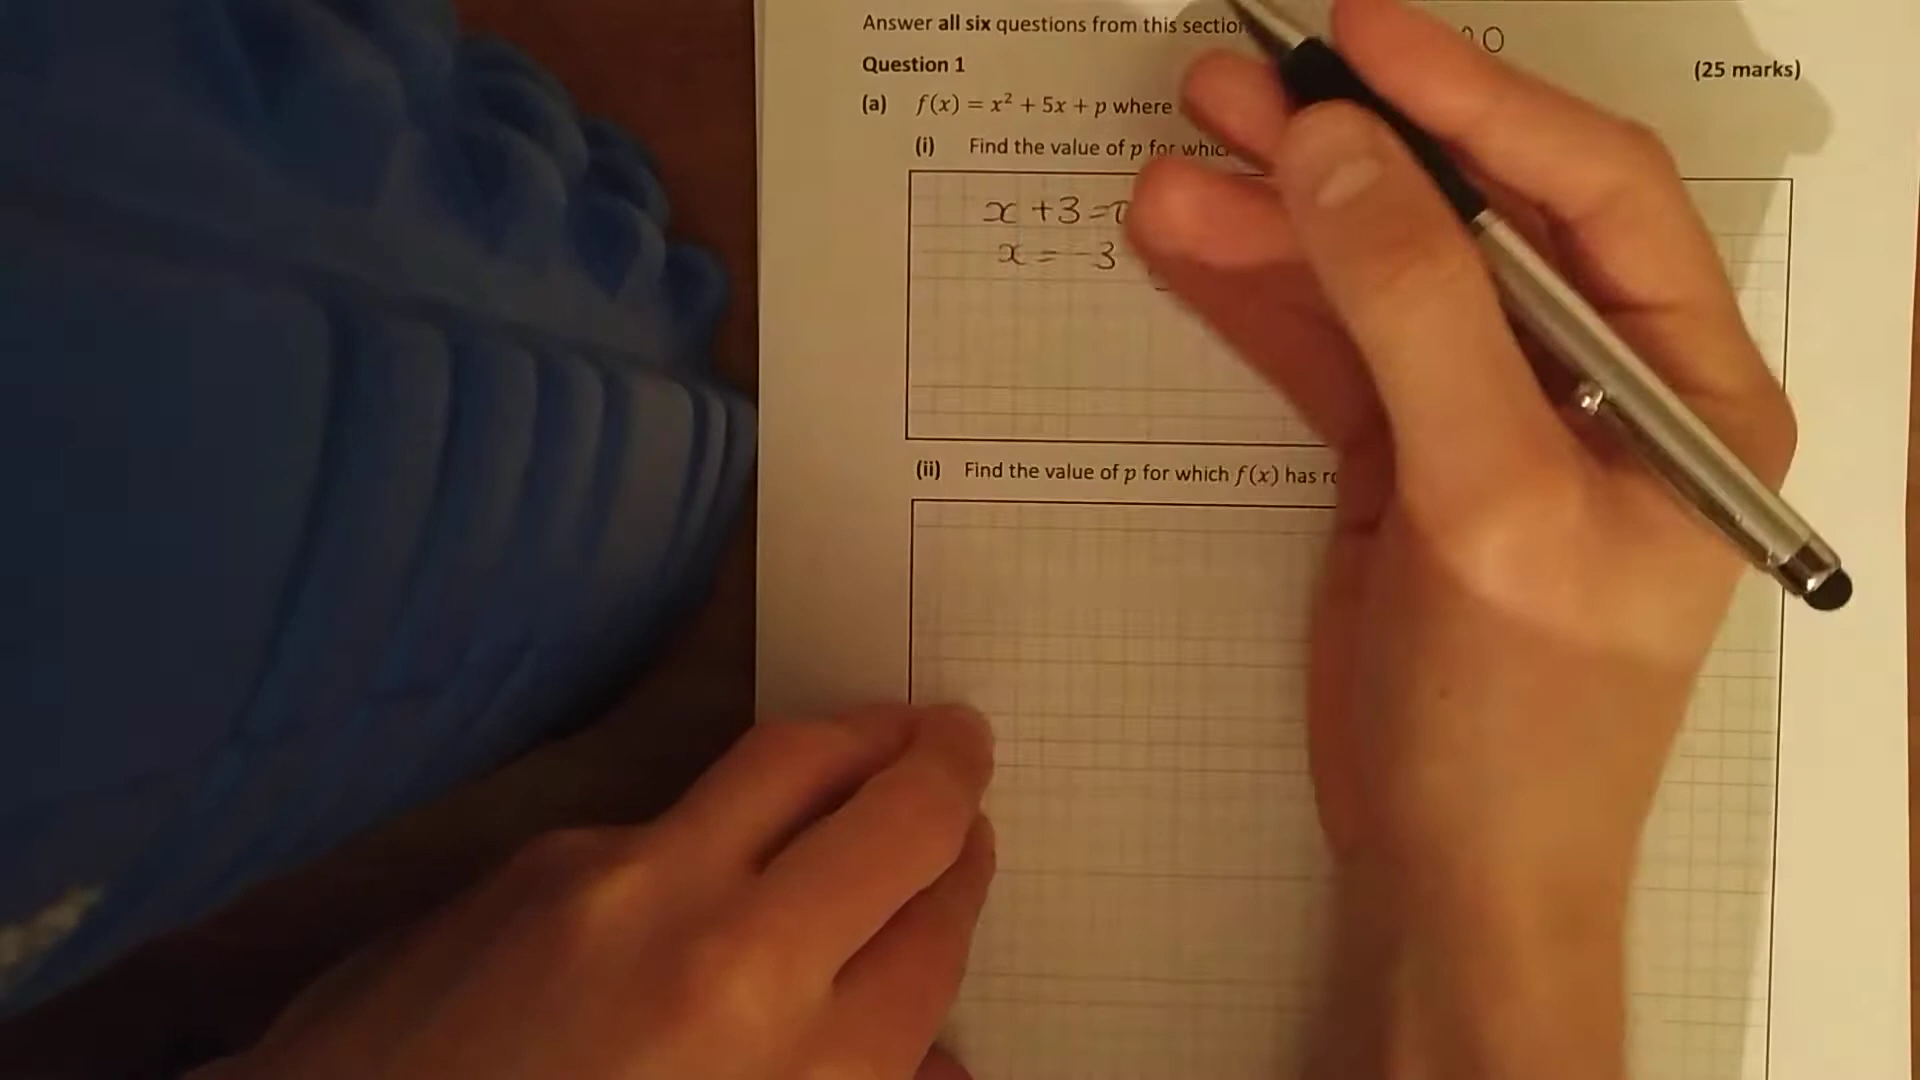 Answer all six questions from this section
0
Question 1
(25 marks)
(a) f(x) = x² + 5x + p where
(i) Find the value of p for
x + 3 =
x = -3
(ii) Find the value of p for which f(x) has